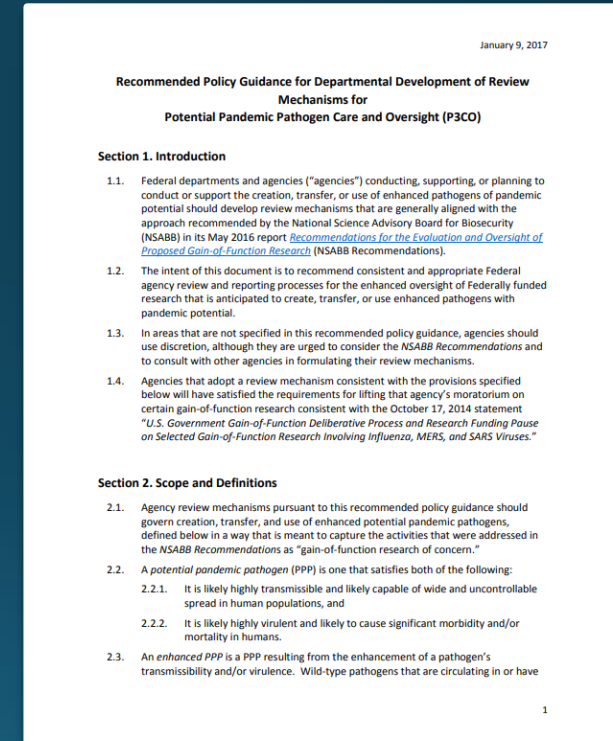 January 9, 2017
Recommended Policy Guidance for Departmental Development of Review
Mechanisms for
Potential Pandemic Pathogen Care and Oversight (P3CO)
Section 1. Introduction
1.1. Federal departments and agencies (“agencies”) conducting, supporting, or planning to
conduct or support the creation, transfer, or use of enhanced pathogens of pandemic
potential should develop review mechanisms that are generally aligned with the
approach recommended by the National Science Advisory Board for Biosecurity
(NSABB) in its May 2016 report Recommendations for the Evaluation and Oversight of
Proposed Gain-of-Function Research (NSABB Recommendations).
1.2. The intent of this document is to recommend consistent and appropriate Federal
agency review and reporting processes for the enhanced oversight of Federally funded
research that is anticipated to create, transfer, or use enhanced pathogens with
pandemic potential.
1.3. In areas that are not specified in this recommended policy guidance, agencies should
use discretion, although they are urged to consider the NSABB Recommendations and
to consult with other agencies in formulating their review mechanisms.
1.4. Agencies that adopt a review mechanism consistent with the provisions specified
below will have satisfied the requirements for lifting that agency’s moratorium on
certain gain-of-function research consistent with the October 17, 2014 statement
“U.S. Government Gain-of-Function Deliberative Process and Research Funding Pause
on Selected Gain-of-Function Research Involving Influenza, MERS, and SARS Viruses.”
Section 2. Scope and Definitions
2.1. Agency review mechanisms pursuant to this recommended policy guidance should
govern creation, transfer, and use of enhanced potential pandemic pathogens,
defined below in a way that is meant to capture the activities that were addressed in
the NSABB Recommendations as “gain-of-function research of concern.”
2.2. A potential pandemic pathogen (PPP) is one that satisfies both of the following:
2.2.1. It is likely highly transmissible and likely capable of wide and uncontrollable
spread in human populations, and
2.2.2. It is likely highly virulent and likely to cause significant morbidity and/or
mortality in humans.
2.3. An enhanced PPP is a PPP resulting from the enhancement of a pathogen’s
transmissibility and/or virulence. Wild-type pathogens that are circulating in or have
1